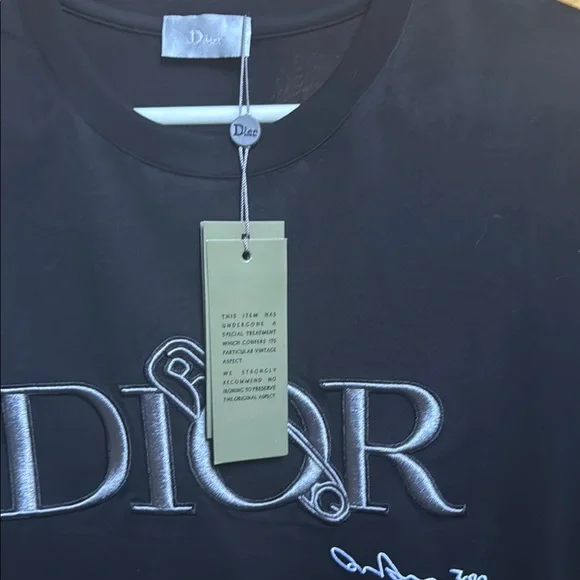 Dior
Dior
THIS ITEM HAS
UNDERGONE A
SPECIAL TREATMENT
WHICH CONFERS ITS
PARTICULAR VINTAGE
ASPECT
WE STRONGLY
RECOMMEND NO
IRONING TO PRESERVE
THE ORIGINAL ASPECT
DIOR